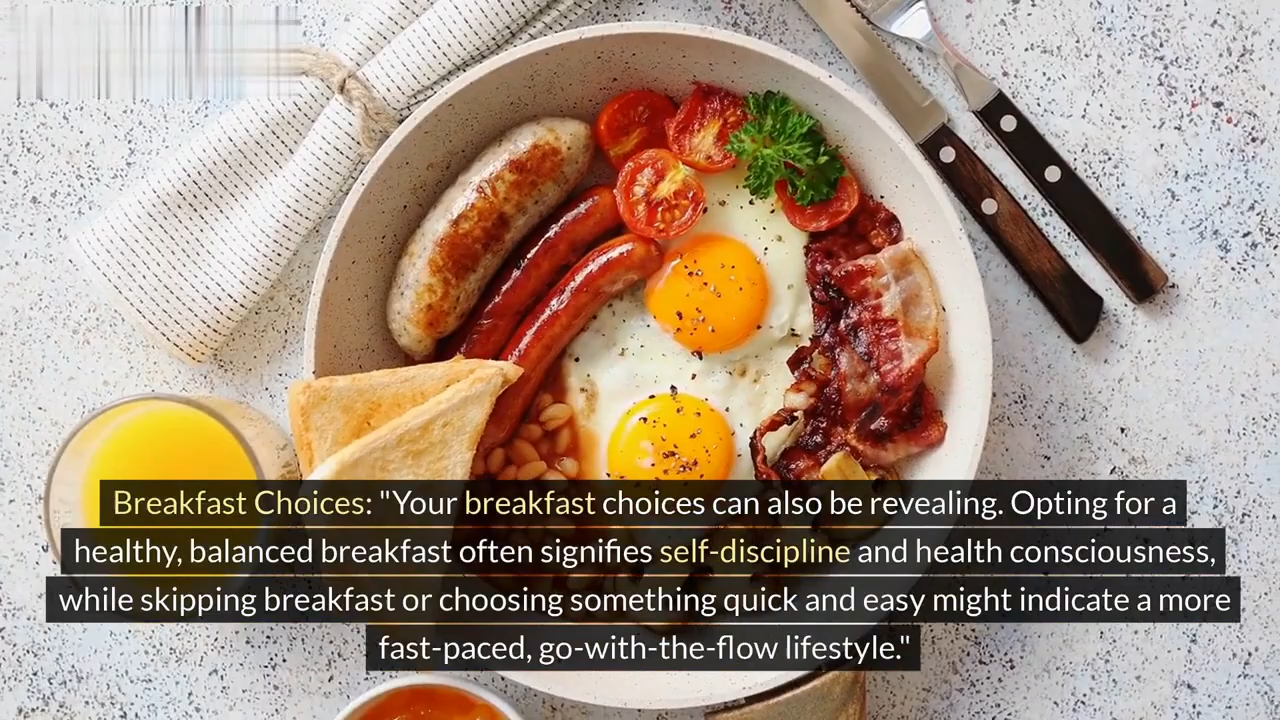 Breakfast Choices: "Your breakfast choices can also be revealing. Opting for a
healthy, balanced breakfast often signifies self-discipline and health consciousness,
while skipping breakfast or choosing something quick and easy might indicate a more
fast-paced, go-with-the-flow lifestyle."